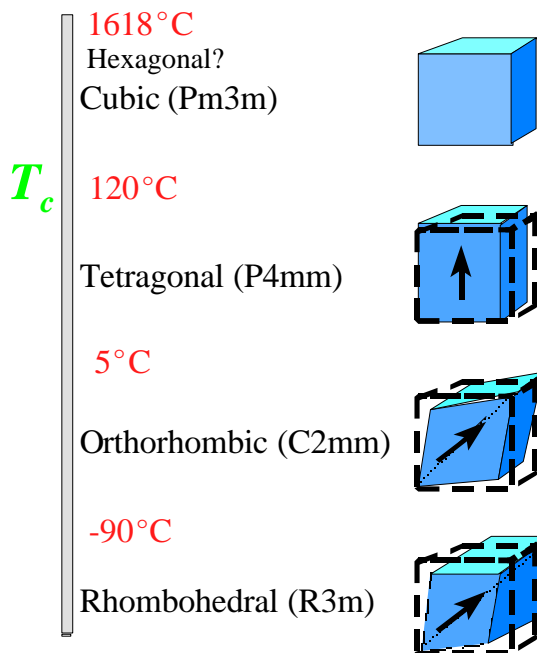 1618°C
Hexagonal?
Cubic (Pm3m)
Tc
120°C
Tetragonal (P4mm)
5°C
Orthorhombic (C2mm)
-90°C
Rhombohedral (R3m)